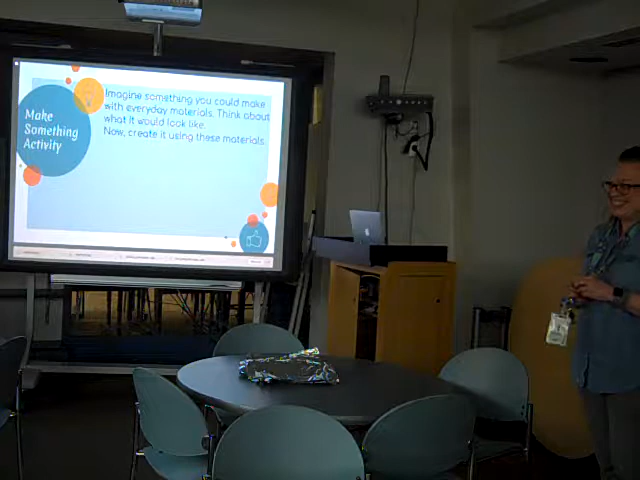 Make
Something
Activity
Imagine something you could make
with everyday materials. Think about
what it would look like.
Now, create it using these materials